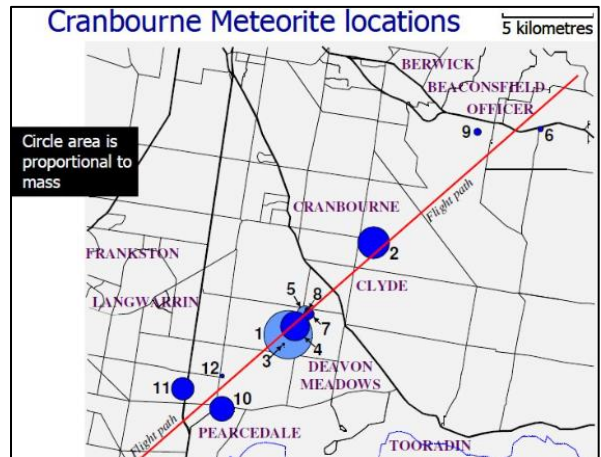 Cranbourne Meteorite locations
5 kilometres
BERWICK
BEACONSFIELD
OFFICER
Circle area is
proportional to
mass
9
6
CRANBOURNE
Flight path
2
FRANKSTON
CLYDE
5
8
LANGWARRIN
7
1
4
3
DEAVON
MEADOWS
12
11
10
PEARCEDALE
Flight path
TOORADIN